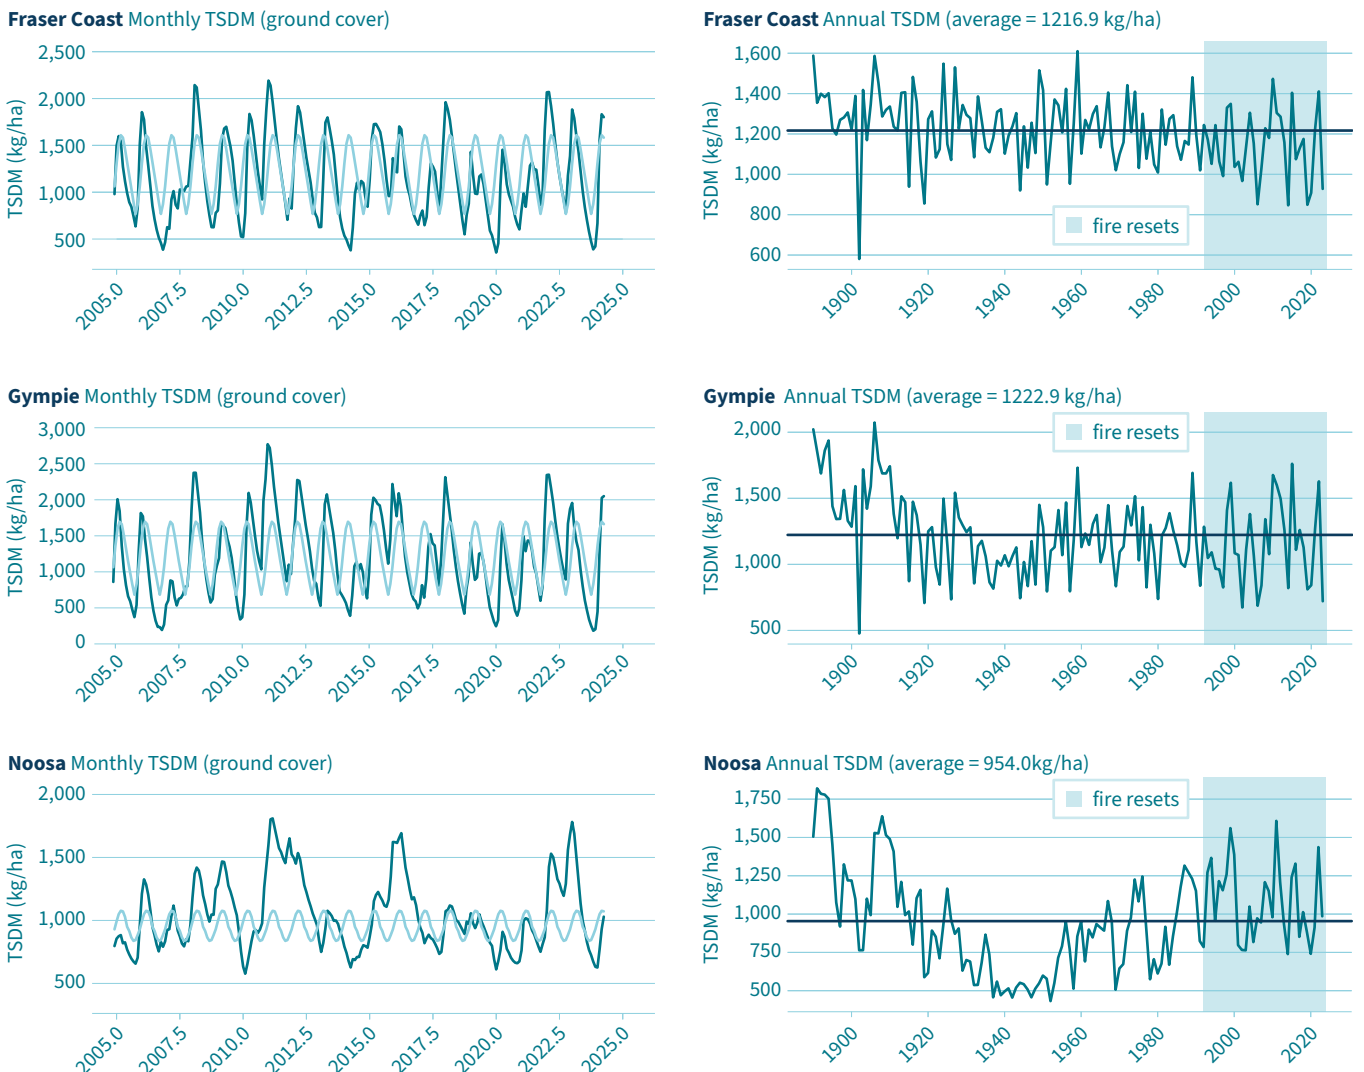 Fraser Coast Monthly TSDM (ground cover)
2,500
2,000
1,500
1,000
500
TSDM (kg/ha)
2005.0 2007.5 2010.0 2012.5 2015.0 2017.5 2020.0 2022.5 2025.0
Fraser Coast Annual TSDM (average = 1216.9 kg/ha)
1,600
1,400
1,200
1,000
800
600
TSDM (kg/ha)
fire resets
1900 1920 1940 1960 1980 2000 2020
Gympie Monthly TSDM (ground cover)
3,000
2,500
2,000
1,500
1,000
500
0
TSDM (kg/ha)
2005.0 2007.5 2010.0 2012.5 2015.0 2017.5 2020.0 2022.5 2025.0
Gympie Annual TSDM (average = 1222.9 kg/ha)
fire resets
2,000
1,500
1,000
500
TSDM (kg/ha)
1900 1920 1940 1960 1980 2000 2020
Noosa Monthly TSDM (ground cover)
2,000
1,500
1,000
500
TSDM (kg/ha)
2005.0 2007.5 2010.0 2012.5 2015.0 2017.5 2020.0 2022.5 2025.0
Noosa Annual TSDM (average = 954.0kg/ha)
fire resets
1,750
1,500
1,250
1,000
750
500
TSDM (kg/ha)
1900 1920 1940 1960 1980 2000 2020